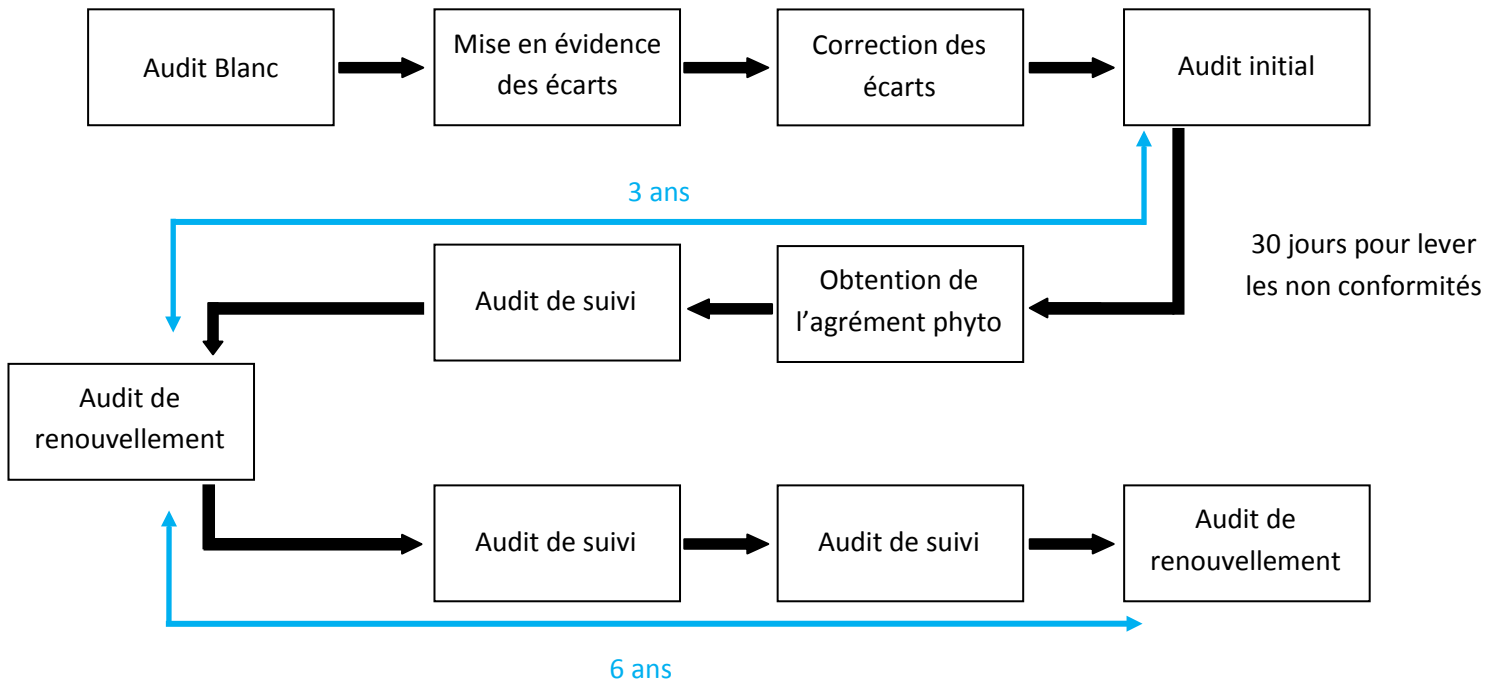 Audit Blanc
Mise en évidence
des écarts
Correction des
écarts
Audit initial
3 ans
30 jours pour lever
les non conformités
Obtention de
l'agrément phyto
Audit de suivi
Audit de
renouvellement
Audit de suivi
Audit de suivi
Audit de
renouvellement
6 ans